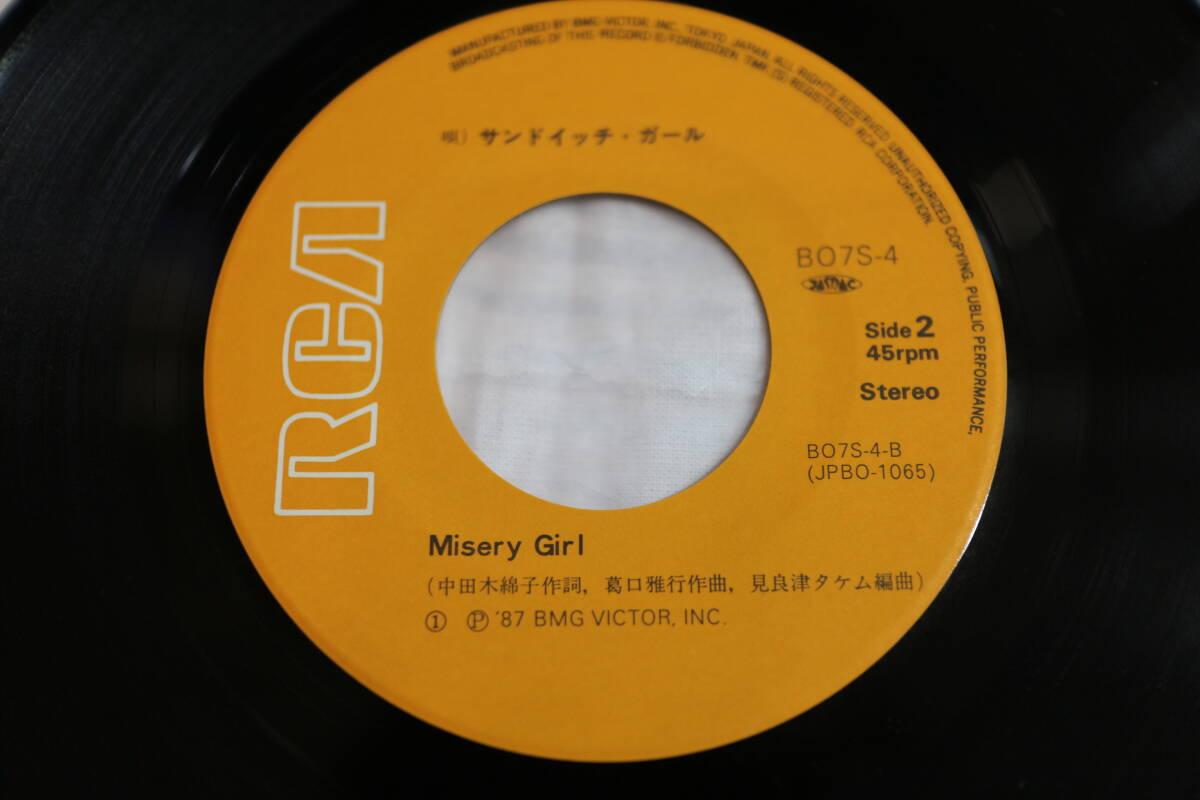 MANUFACTURED BY BMG VICTOR, INC. TOKYO, JAPAN. ALL RIGHTS RESERVED UNAUTHORIZED COPYING, PUBLIC PERFORMANCE,
BROADCASTING OF THIS RECORD IS FORBIDDEN. TMK (S) REGISTERED. RCA CORPORATION.
唄) サンドイッチ・ガール
RCA
BO7S-4
JASRAC
Side 2
45rpm
Stereo
BO7S-4-B
(JPBO-1065)
Misery Girl
(中田木綿子作詞, 葛口雅行作曲, 見良津タケム編曲)
① Ⓟ '87 BMG VICTOR, INC.